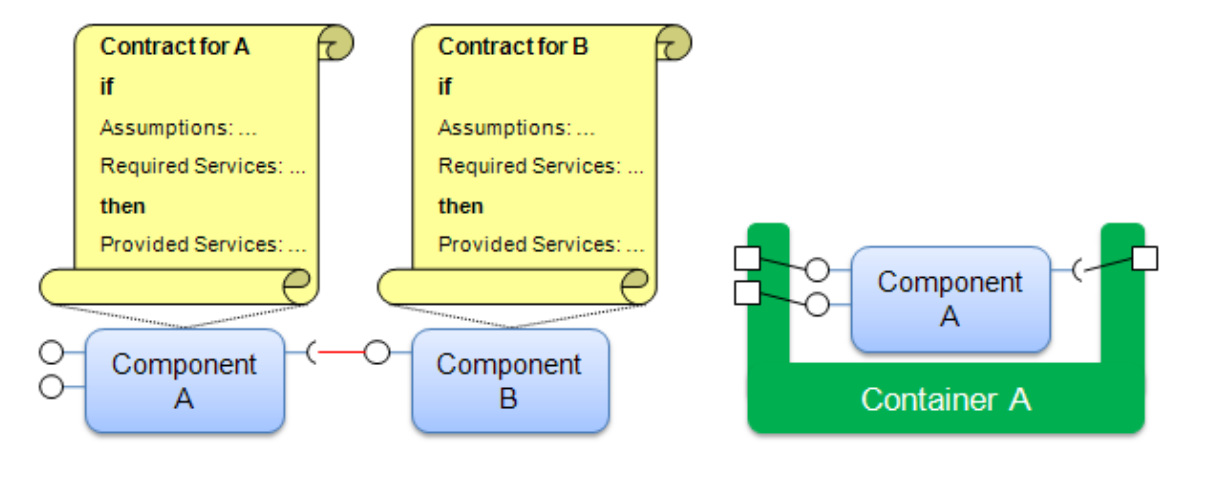 Contract for A
if
Assumptions: ...
Required Services: ...
then
Provided Services: ...
Contract for B
if
Assumptions: ...
Required Services: ...
then
Provided Services: ...
Component
A
Component
B
Component
A
Container A